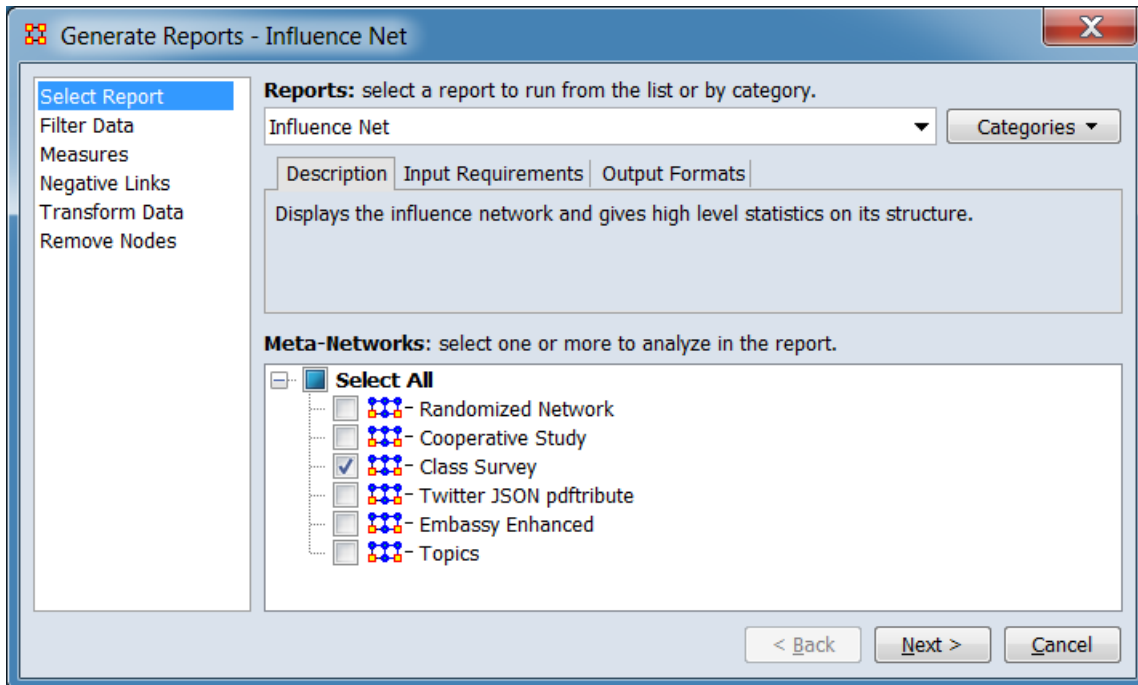 Generate Reports - Influence Net
Select Report
Filter Data
Measures
Negative Links
Transform Data
Remove Nodes
Reports: select a report to run from the list or by category.
Influence Net
Categories
Description Input Requirements Output Formats
Displays the influence network and gives high level statistics on its structure.
Meta-Networks: select one or more to analyze in the report.
Select All
Randomized Network
Cooperative Study
Class Survey
Twitter JSON pdftribute
Embassy Enhanced
Topics
< Back Next > Cancel